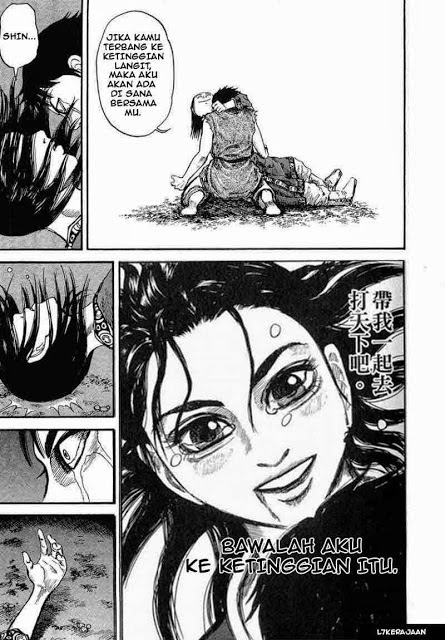 JIKA KAMU
TERBANG KE
KETINGGIAN
LANGIT,
MAKA AKU
AKAN ADA
DI SANA
BERSAMA
MU.
SHIN...
帶我一起去
打天下吧。
BAWALAH AKU
KE KETINGGIAN ITU.
L7KERAJAAN